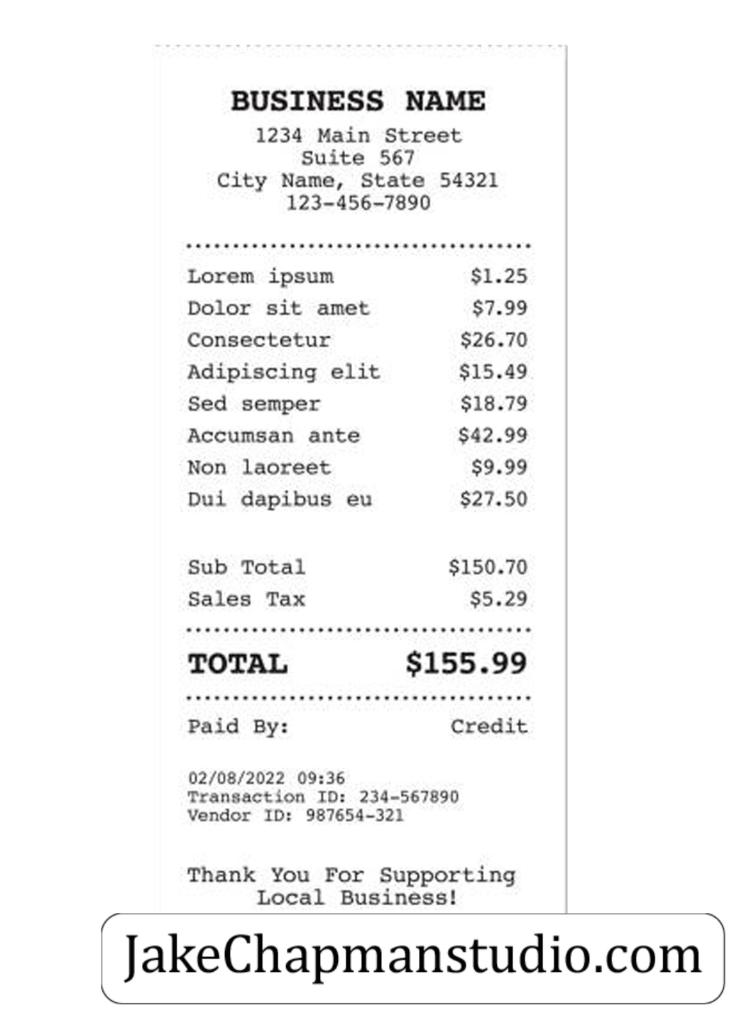 BUSINESS NAME
1234 Main Street
Suite 567
City Name, State 54321
123-456-7890
Lorem ipsum $1.25
Dolor sit amet $7.99
Consectetur $26.70
Adipiscing elit $15.49
Sed semper $18.79
Accumsan ante $42.99
Non laoreet $9.99
Dui dapibus eu $27.50
Sub Total $150.70
Sales Tax $5.29
TOTAL $155.99
Paid By: Credit
02/08/2022 09:36
Transaction ID: 234-567890
Vendor ID: 987654-321
Thank You For Supporting
Local Business!
JakeChapmanstudio.com